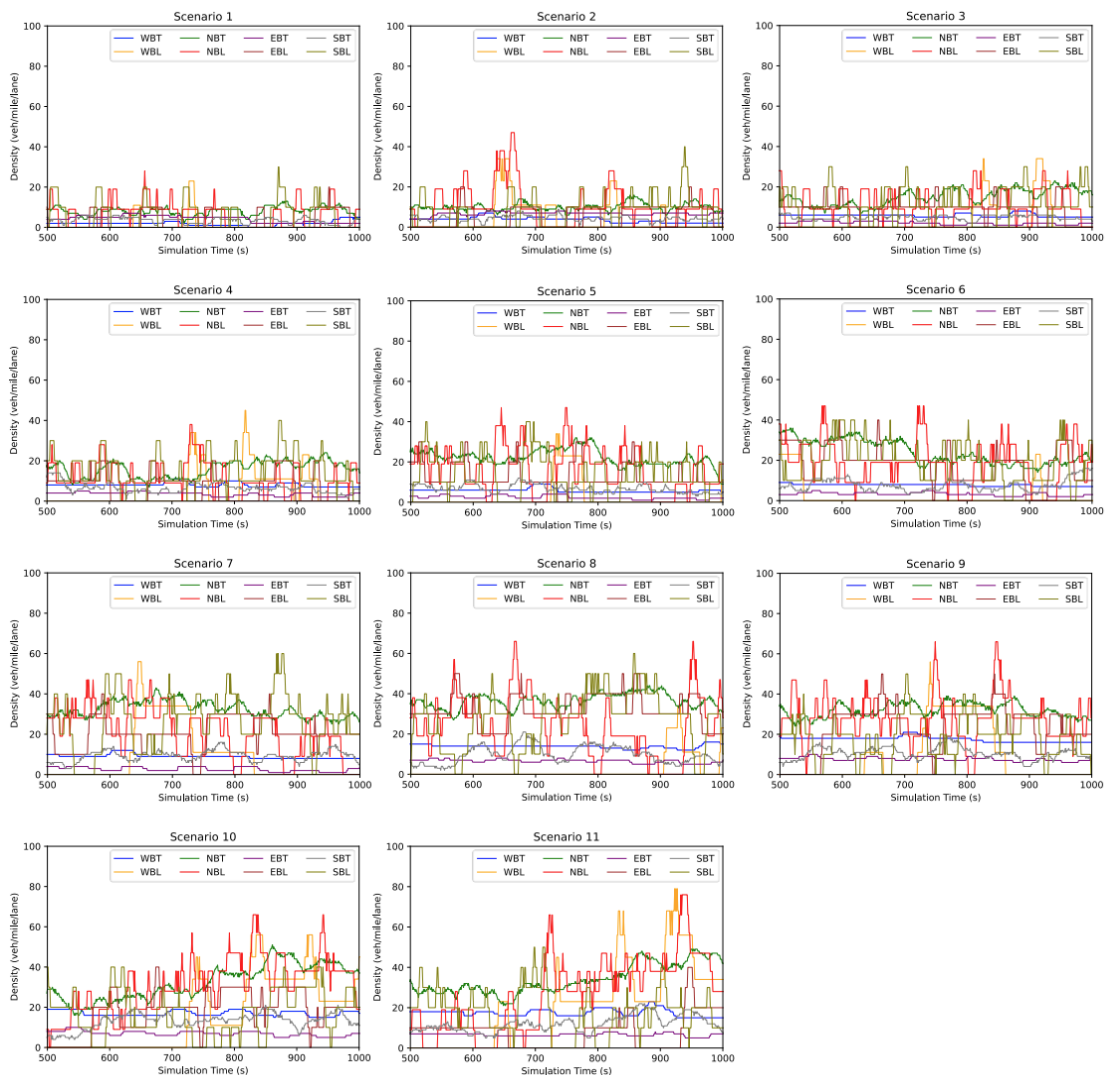 Scenario 1
Density (veh/mile/lane)
100
80
60
40
20
0
WBT NBT EBT SBT
WBL NBL EBL SBL
500 600 700 800 900 1000
Simulation Time (s)
Scenario 2
Density (veh/mile/lane)
100
80
60
40
20
0
WBT NBT EBT SBT
WBL NBL EBL SBL
500 600 700 800 900 1000
Simulation Time (s)
Scenario 3
Density (veh/mile/lane)
100
80
60
40
20
0
WBT NBT EBT SBT
WBL NBL EBL SBL
500 600 700 800 900 1000
Simulation Time (s)
Scenario 4
Density (veh/mile/lane)
100
80
60
40
20
0
WBT NBT EBT SBT
WBL NBL EBL SBL
500 600 700 800 900 1000
Simulation Time (s)
Scenario 5
Density (veh/mile/lane)
100
80
60
40
20
0
WBT NBT EBT SBT
WBL NBL EBL SBL
500 600 700 800 900 1000
Simulation Time (s)
Scenario 6
Density (veh/mile/lane)
100
80
60
40
20
0
WBT NBT EBT SBT
WBL NBL EBL SBL
500 600 700 800 900 1000
Simulation Time (s)
Scenario 7
Density (veh/mile/lane)
100
80
60
40
20
0
WBT NBT EBT SBT
WBL NBL EBL SBL
500 600 700 800 900 1000
Simulation Time (s)
Scenario 8
Density (veh/mile/lane)
100
80
60
40
20
0
WBT NBT EBT SBT
WBL NBL EBL SBL
500 600 700 800 900 1000
Simulation Time (s)
Scenario 9
Density (veh/mile/lane)
100
80
60
40
20
0
WBT NBT EBT SBT
WBL NBL EBL SBL
500 600 700 800 900 1000
Simulation Time (s)
Scenario 10
Density (veh/mile/lane)
100
80
60
40
20
0
WBT NBT EBT SBT
WBL NBL EBL SBL
500 600 700 800 900 1000
Simulation Time (s)
Scenario 11
Density (veh/mile/lane)
100
80
60
40
20
0
WBT NBT EBT SBT
WBL NBL EBL SBL
500 600 700 800 900 1000
Simulation Time (s)